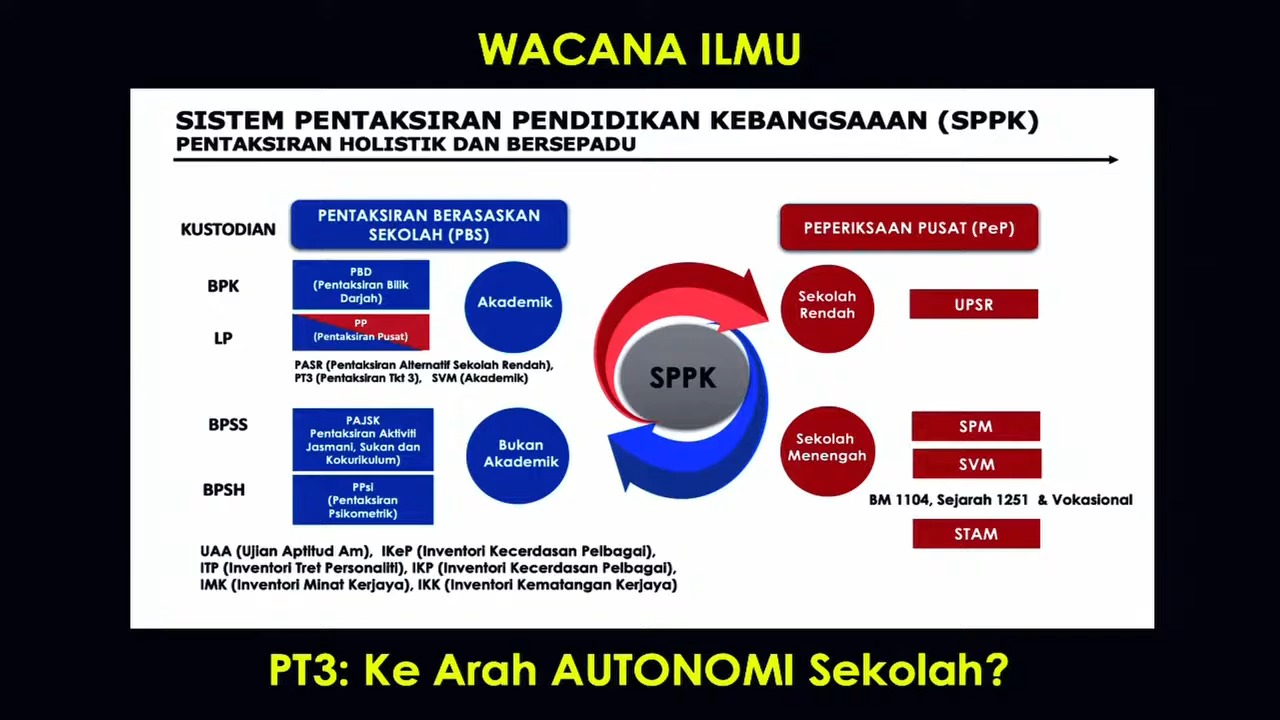 WACANA ILMU
SISTEM PENTAKSIRAN PENDIDIKAN KEBANGSAAAN (SPPK)
PENTAKSIRAN HOLISTIK DAN BERSEPADU
KUSTODIAN
PENTAKSIRAN BERASASKAN
SEKOLAH (PBS)
PEPERIKSAAN PUSAT (PeP)
BPK
PBD
(Pentaksiran Bilik
Darjah)
Akademik
LP
PP
(Pentaksiran Pusat)
PASR (Pentaksiran Alternatif Sekolah Rendah),
PT3 (Pentaksiran Tkt 3), SVM (Akademik)
BPSS
PAJSK
Pentaksiran Aktiviti
Jasmani, Sukan dan
Kokurikulum)
Bukan
Akademik
BPSH
PPsi
(Pentaksiran
Psikometrik)
UAA (Ujian Aptitud Am), IKeP (Inventori Kecerdasan Pelbagai),
ITP (Inventori Tret Personaliti), IKP (Inventori Kecerdasan Pelbagai),
IMK (Inventori Minat Kerjaya), IKK (Inventori Kematangan Kerjaya)
SPPK
Sekolah
Rendah
UPSR
Sekolah
Menengah
SPM
SVM
BM 1104, Sejarah 1251 & Vokasional
STAM
PT3: Ke Arah AUTONOMI Sekolah?